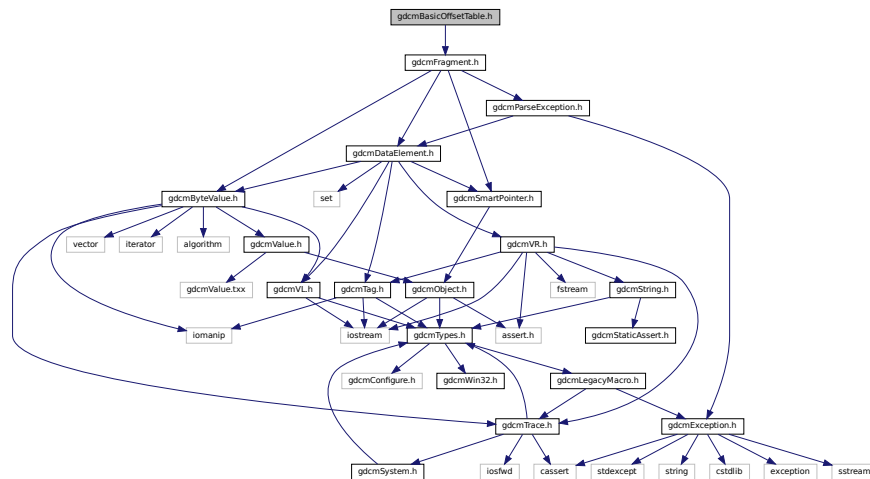 gdcmBasicOffsetTable.h
gdcmFragment.h
gdcmParseException.h
gdcmDataElement.h
gdcmByteValue.h
set
gdcmSmartPointer.h
vector
iterator
algorithm
gdcmValue.h
gdcmVR.h
gdcmValue.txx
gdcmVL.h
gdcmTag.h
gdcmObject.h
fstream
gdcmString.h
iomanip
iostream
gdcmTypes.h
assert.h
gdcmStaticAssert.h
gdcmConfigure.h
gdcmWin32.h
gdcmLegacyMacro.h
gdcmTrace.h
gdcmException.h
gdcmSystem.h
iosfwd
cassert
stdexcept
string
cstdlib
exception
sstream